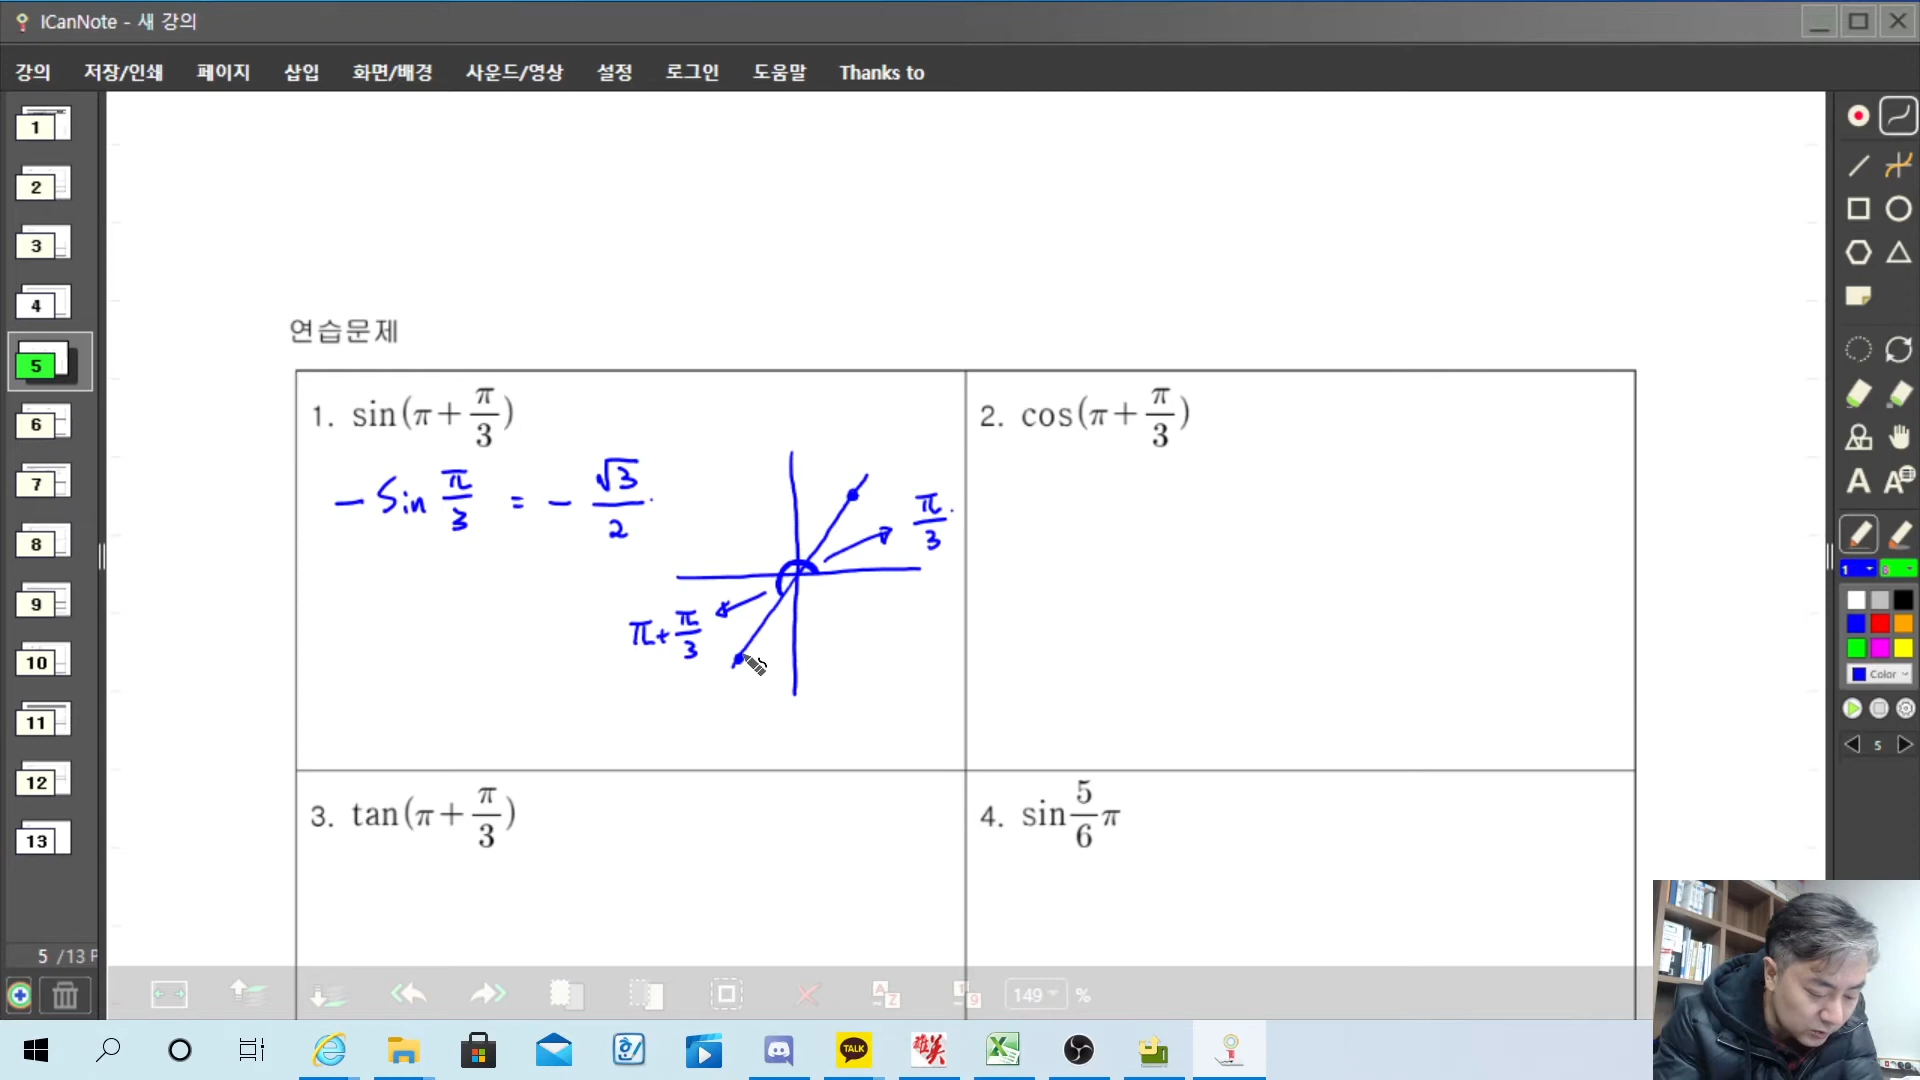 ICanNote - 새 강의
강의 저장/인쇄 페이지 삽입 화면/배경 사운드/영상 설정 로그인 도움말 Thanks to
1
2
3
4
5
6
7
8
9
10
11
12
13
5 /13 P
연습문제
1. sin(π+π/3)
- Sin π/3 = - √3/2
π/3
π+π/3
2. cos(π+π/3)
3. tan(π+π/3)
4. sin 5/6 π
Color
5
149 %
TALK